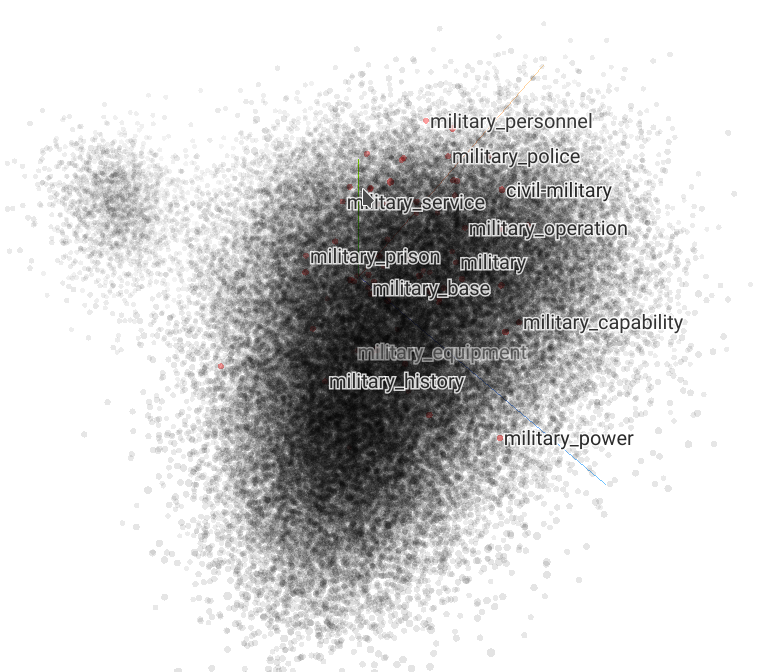 military_personnel
military_police
civil-military
military_service
military_operation
military_prison
military
military_base
military_capability
military_equipment
military_history
military_power